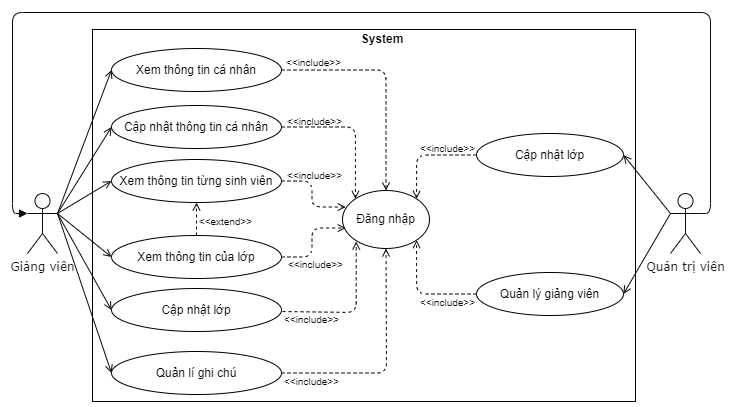 System
Xem thông tin cá nhân
<<include>>
Cập nhật thông tin cá nhân
<<include>>
Cập nhật lớp
<<include>>
Xem thông tin từng sinh viên
<<include>>
Đăng nhập
<<extend>>
Xem thông tin của lớp
<<include>>
Giảng viên
Quản trị viên
Cập nhật lớp
<<include>>
Quản lý giảng viên
<<include>>
Quản lí ghi chú
<<include>>